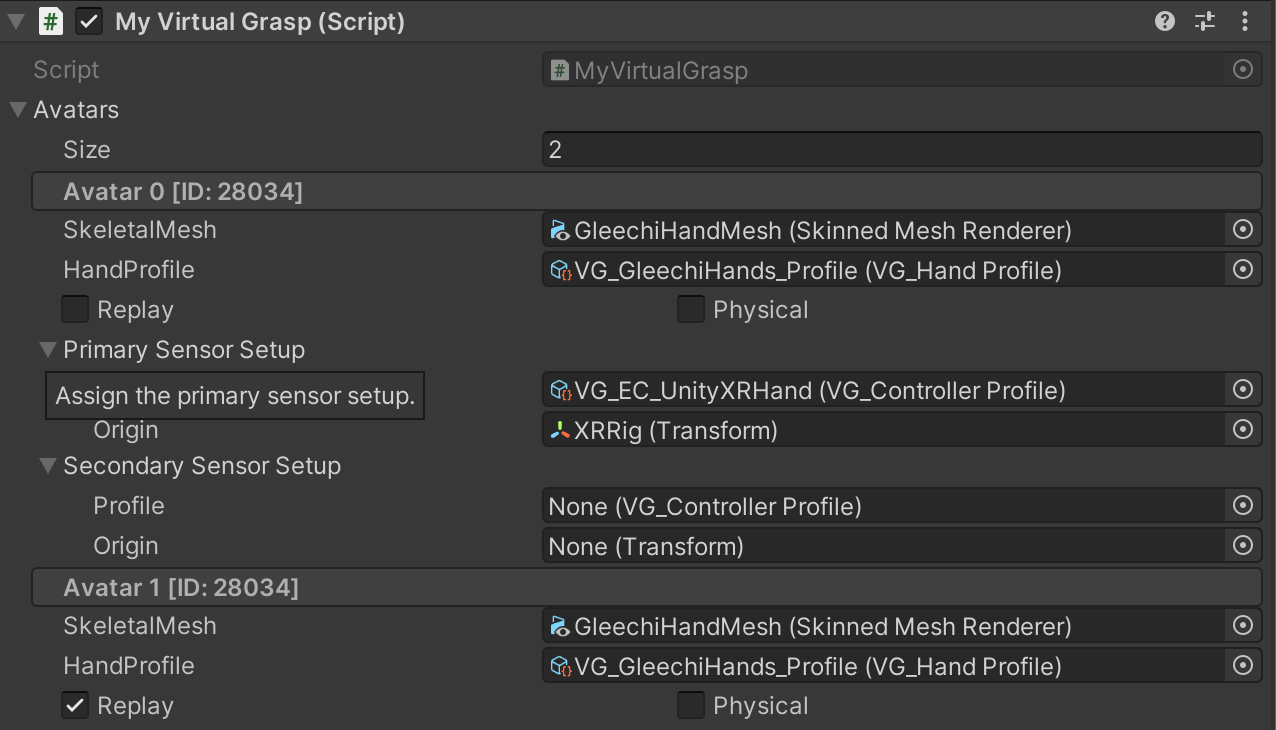 My Virtual Grasp (Script)
Script MyVirtualGrasp
Avatars
Size 2
Avatar 0 [ID: 28034]
SkeletalMesh GleechiHandMesh (Skinned Mesh Renderer)
HandProfile VG_GleechiHands_Profile (VG_Hand Profile)
Replay Physical
Primary Sensor Setup
Assign the primary sensor setup. VG_EC_UnityXRHand (VG_Controller Profile)
Origin XRRig (Transform)
Secondary Sensor Setup
Profile None (VG_Controller Profile)
Origin None (Transform)
Avatar 1 [ID: 28034]
SkeletalMesh GleechiHandMesh (Skinned Mesh Renderer)
HandProfile VG_GleechiHands_Profile (VG_Hand Profile)
Replay Physical